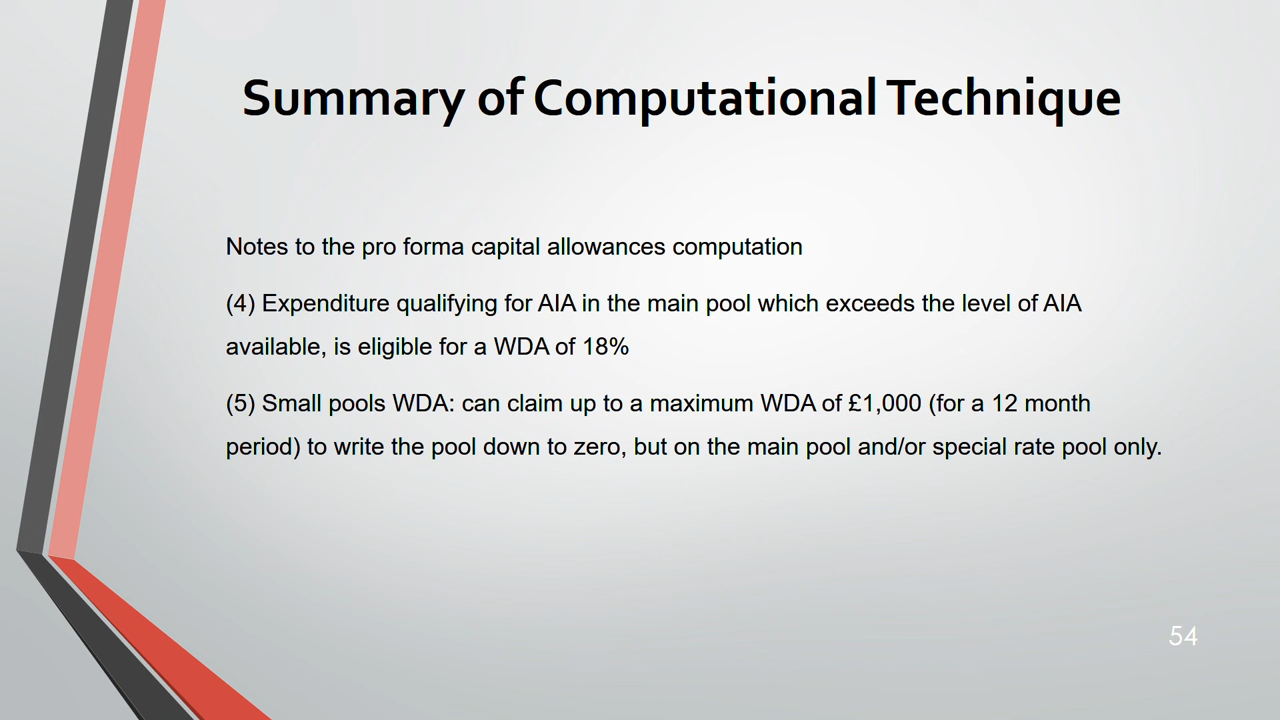 Summary of Computational Technique
Notes to the pro forma capital allowances computation
(4) Expenditure qualifying for AIA in the main pool which exceeds the level of AIA
available, is eligible for a WDA of 18%
(5) Small pools WDA: can claim up to a maximum WDA of £1,000 (for a 12 month
period) to write the pool down to zero, but on the main pool and/or special rate pool only.
54